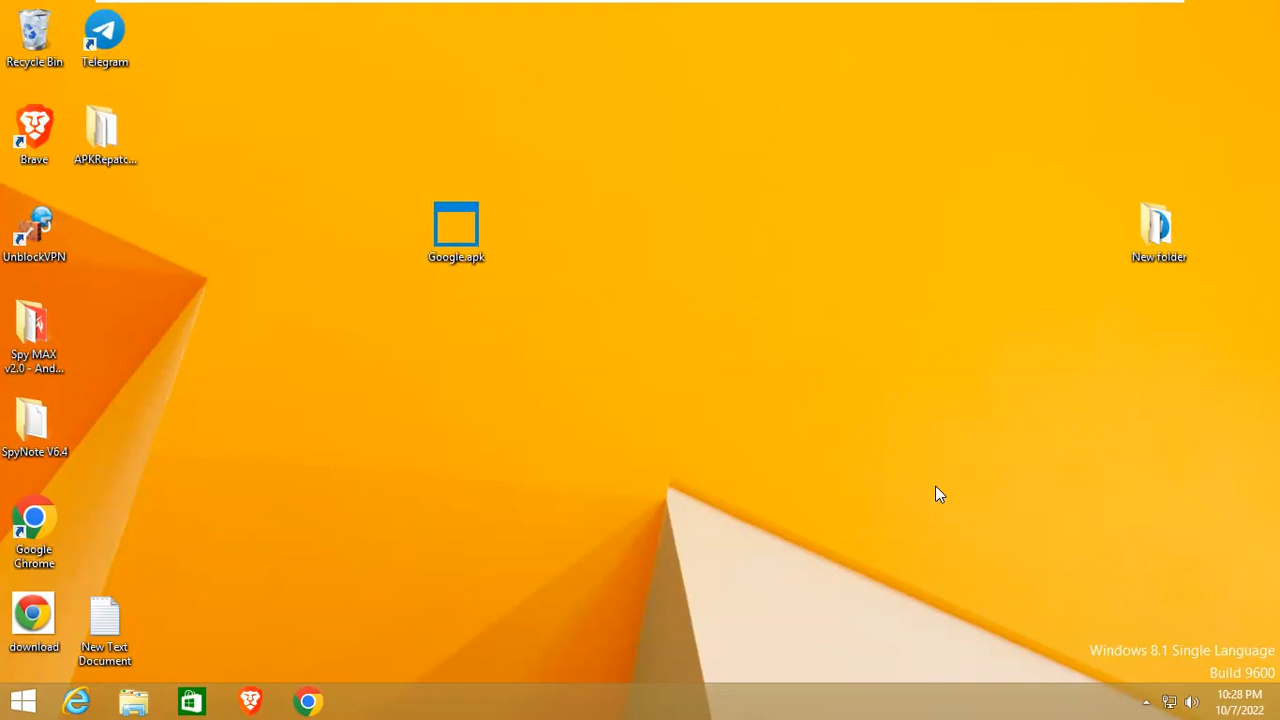 Recycle Bin
Telegram
Brave
APKRepatc...
UnblockVPN
Google.apk
New folder
Spy MAX
v2.0 - And...
SpyNote V6.4
Google
Chrome
download
New Text
Document
Windows 8.1 Single Language
Build 9600
10:28 PM
10/7/2022